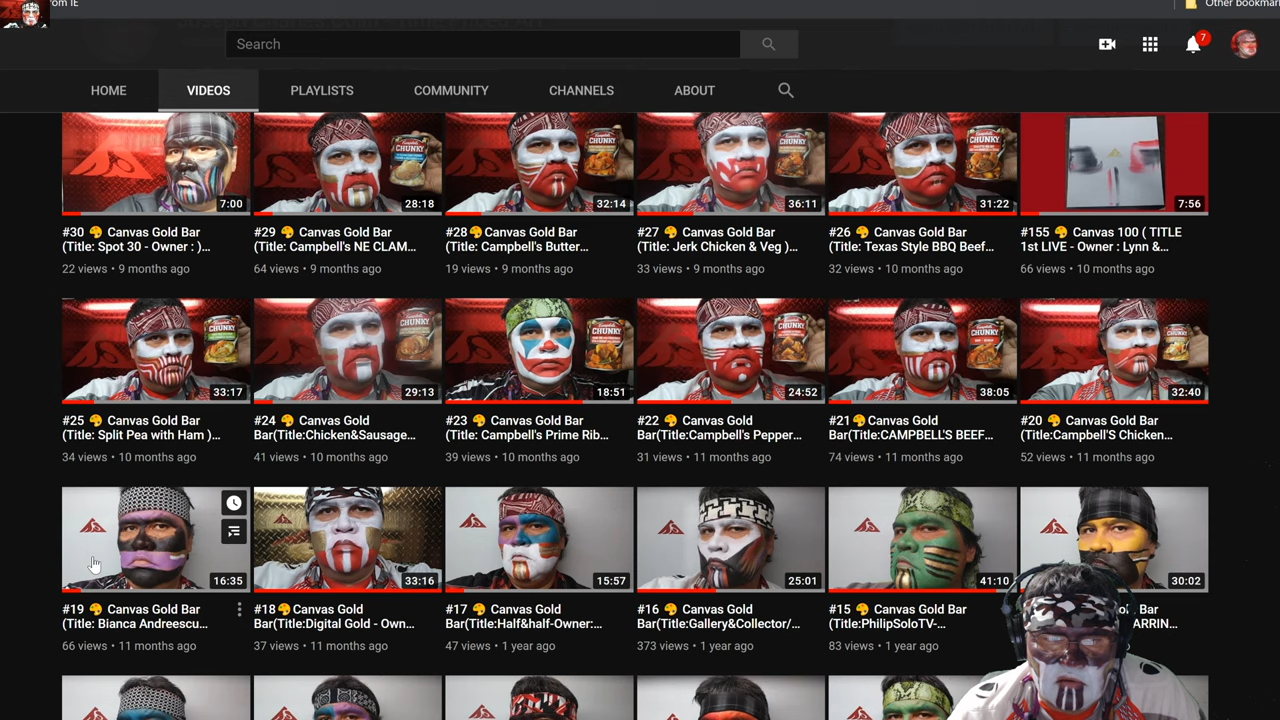 om IE
Other bookmar
Search
7
HOME
VIDEOS
PLAYLISTS
COMMUNITY
CHANNELS
ABOUT
CHUNKY
CHUNKY
CHUNKY
CHUNKY
7:00
28:18
32:14
36:11
31:22
7:56
#30 🎨 Canvas Gold Bar
(Title: Spot 30 - Owner : )...
22 views • 9 months ago
#29 🎨 Canvas Gold Bar
(Title: Campbell's NE CLAM...
64 views • 9 months ago
#28🎨Canvas Gold Bar
(Title: Campbell's Butter...
19 views • 9 months ago
#27 🎨 Canvas Gold Bar
(Title: Jerk Chicken & Veg )...
33 views • 9 months ago
#26 🎨 Canvas Gold Bar
(Title: Texas Style BBQ Beef...
32 views • 10 months ago
#155 🎨 Canvas 100 ( TITLE
1st LIVE - Owner : Lynn &...
66 views • 10 months ago
CHUNKY
CHUNKY
CHUNKY
CHUNKY
CHUNKY
33:17
29:13
18:51
24:52
38:05
32:40
#25 🎨 Canvas Gold Bar
(Title: Split Pea with Ham )...
34 views • 10 months ago
#24 🎨 Canvas Gold
Bar(Title:Chicken&Sausage...
41 views • 10 months ago
#23 🎨 Canvas Gold Bar
(Title: Campbell's Prime Rib...
39 views • 10 months ago
#22 🎨 Canvas Gold
Bar(Title:Campbell's Pepper...
31 views • 11 months ago
#21🎨Canvas Gold
Bar(Title:CAMPBELL'S BEEF...
74 views • 11 months ago
#20 🎨 Canvas Gold Bar
(Title:Campbell'S Chicken...
52 views • 11 months ago
16:35
33:16
15:57
25:01
41:10
30:02
#19 🎨 Canvas Gold Bar
(Title: Bianca Andreescu...
66 views • 11 months ago
#18🎨Canvas Gold
Bar(Title:Digital Gold - Own...
37 views • 11 months ago
#17 🎨 Canvas Gold
Bar(Title:Half&half-Owner:...
47 views • 1 year ago
#16 🎨 Canvas Gold
Bar(Title:Gallery&Collector/...
373 views • 1 year ago
#15 🎨 Canvas Gold Bar
(Title:PhilipSoloTV-
83 views • 1 year ago
Bar
ARRIN...